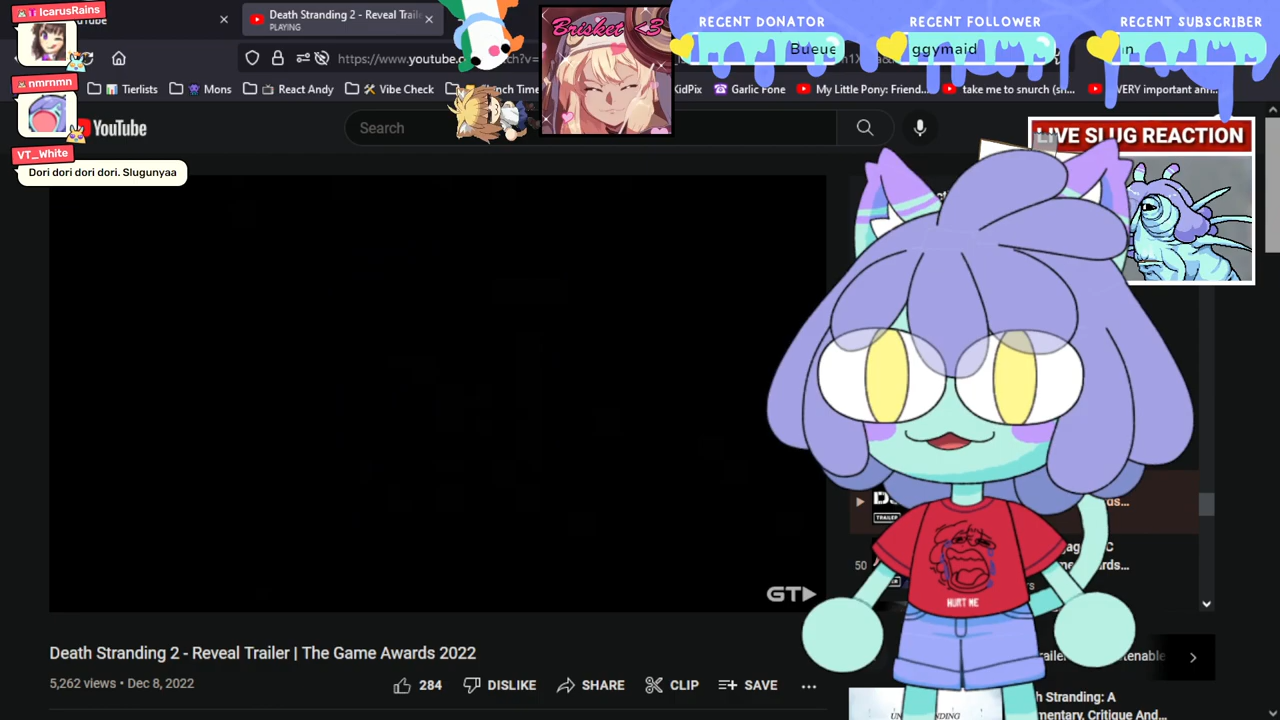 IcarusRains
nmrnmn
VT_White
Dori dori dori dori. Slugunyaa
Death Stranding 2 - Reveal Trail
PLAYING
https://www.youtube.c
Tierlists
Mons
React Andy
Vibe Check
KidPix
Garlic Fone
My Little Pony: Friend...
take me to snurch (sh...
VERY important ann...
Brisket <3
RECENT DONATOR
RECENT FOLLOWER
RECENT SUBSCRIBER
Bueue
ggymaid
YouTube
Search
LIVE SLUG REACTION
HURT ME
GT
50
Death Stranding 2 - Reveal Trailer | The Game Awards 2022
5,262 views • Dec 8, 2022
284
DISLIKE
SHARE
CLIP
SAVE
th Stranding: A
mentary, Critique And...